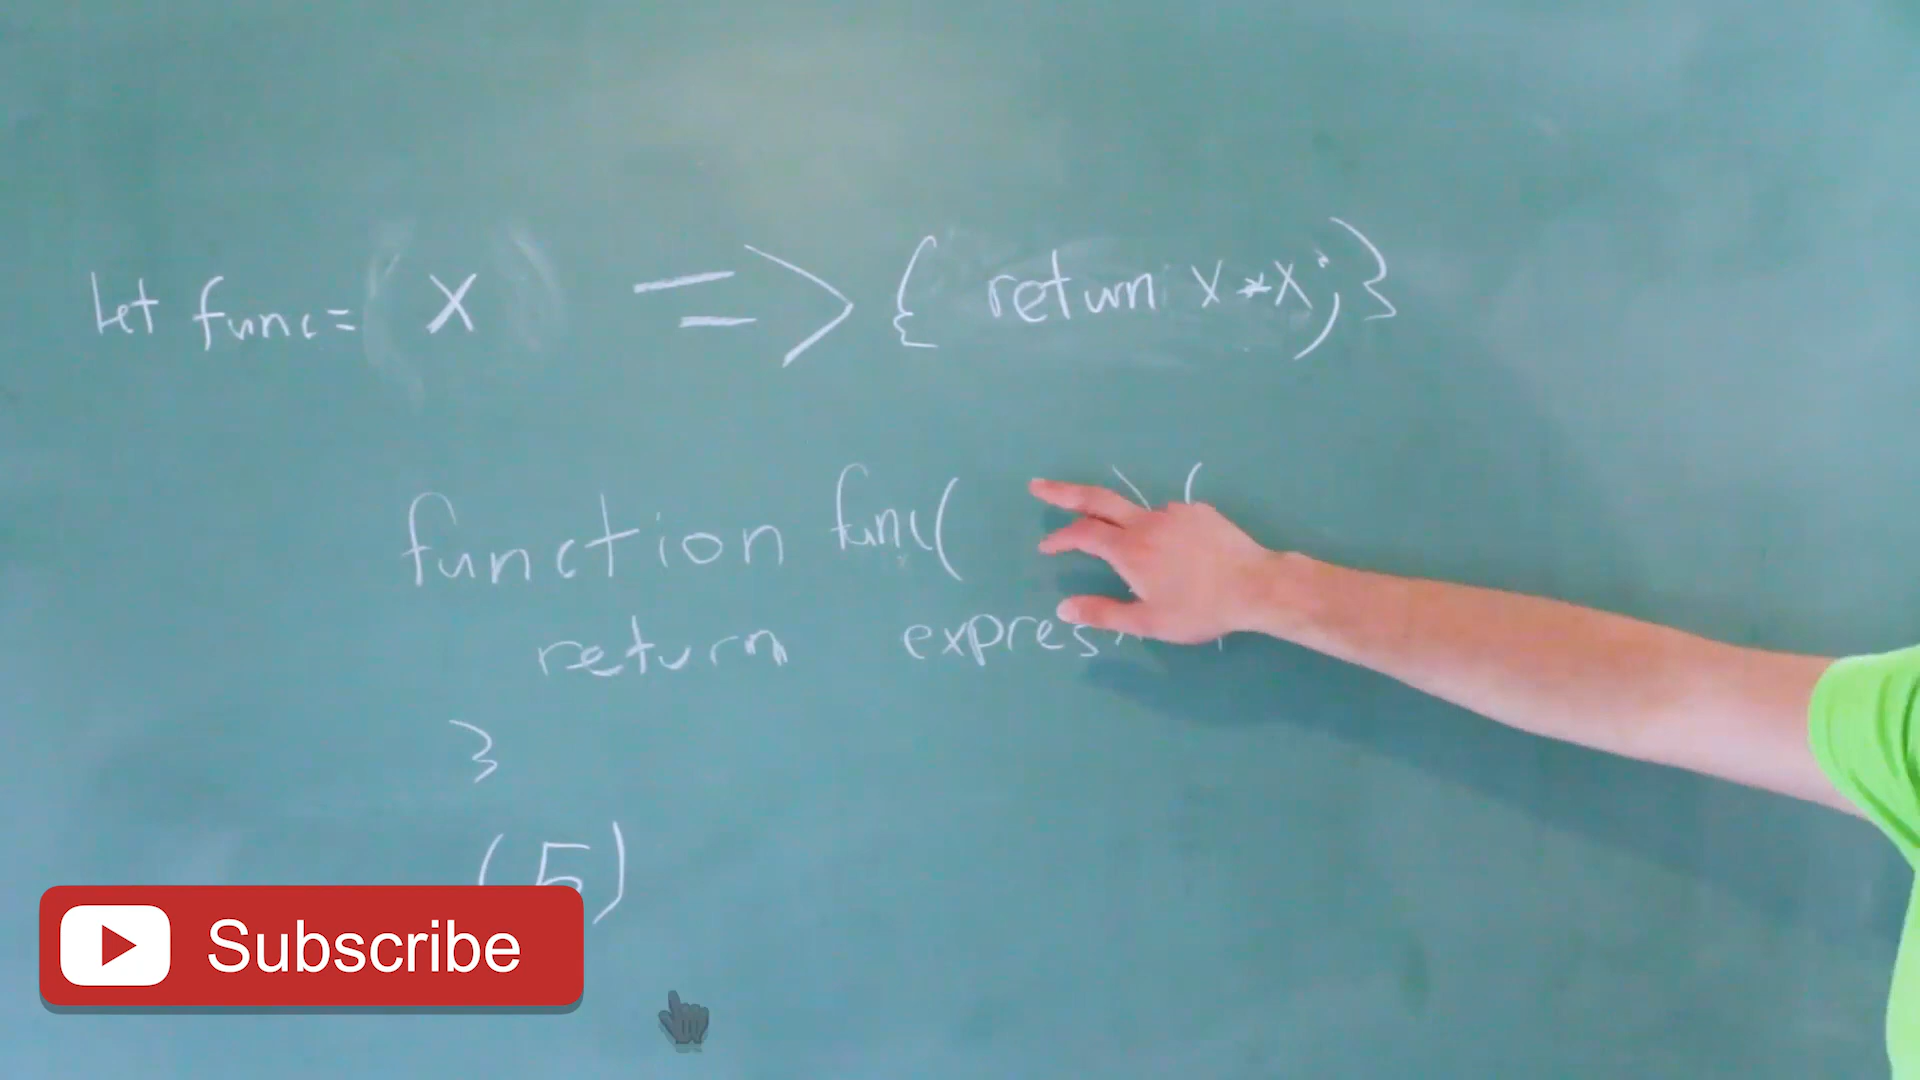 let func = (x) => { return x*x; }
function func( ) {
return expres
}
(5)
Subscribe